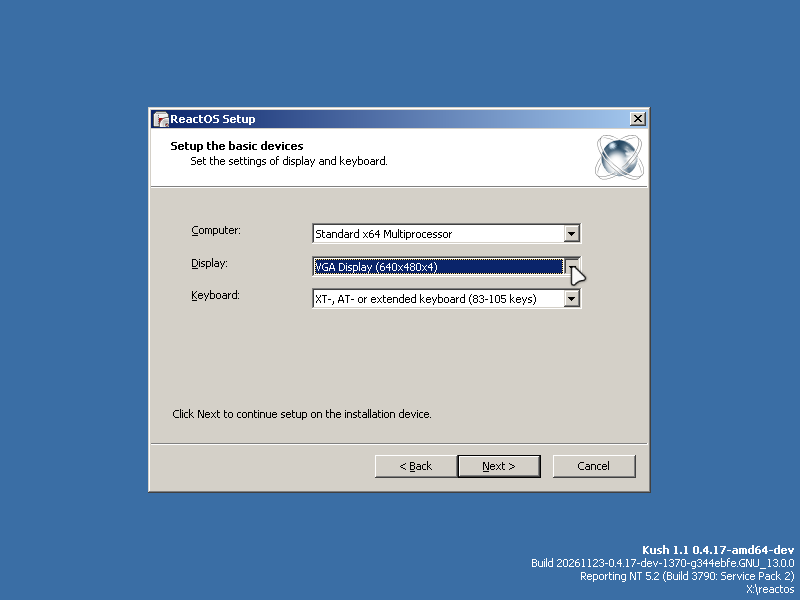 ReactOS Setup
Setup the basic devices
Set the settings of display and keyboard.
Computer:
Standard x64 Multiprocessor
Display:
VGA Display (640x480x4)
Keyboard:
XT-, AT- or extended keyboard (83-105 keys)
Click Next to continue setup on the installation device.
< Back
Next >
Cancel
Kush 1.1 0.4.17-amd64-dev
Build 20261123-0.4.17-dev-1370-g344ebfe.GNU_13.0.0
Reporting NT 5.2 (Build 3790: Service Pack 2)
X:\reactos